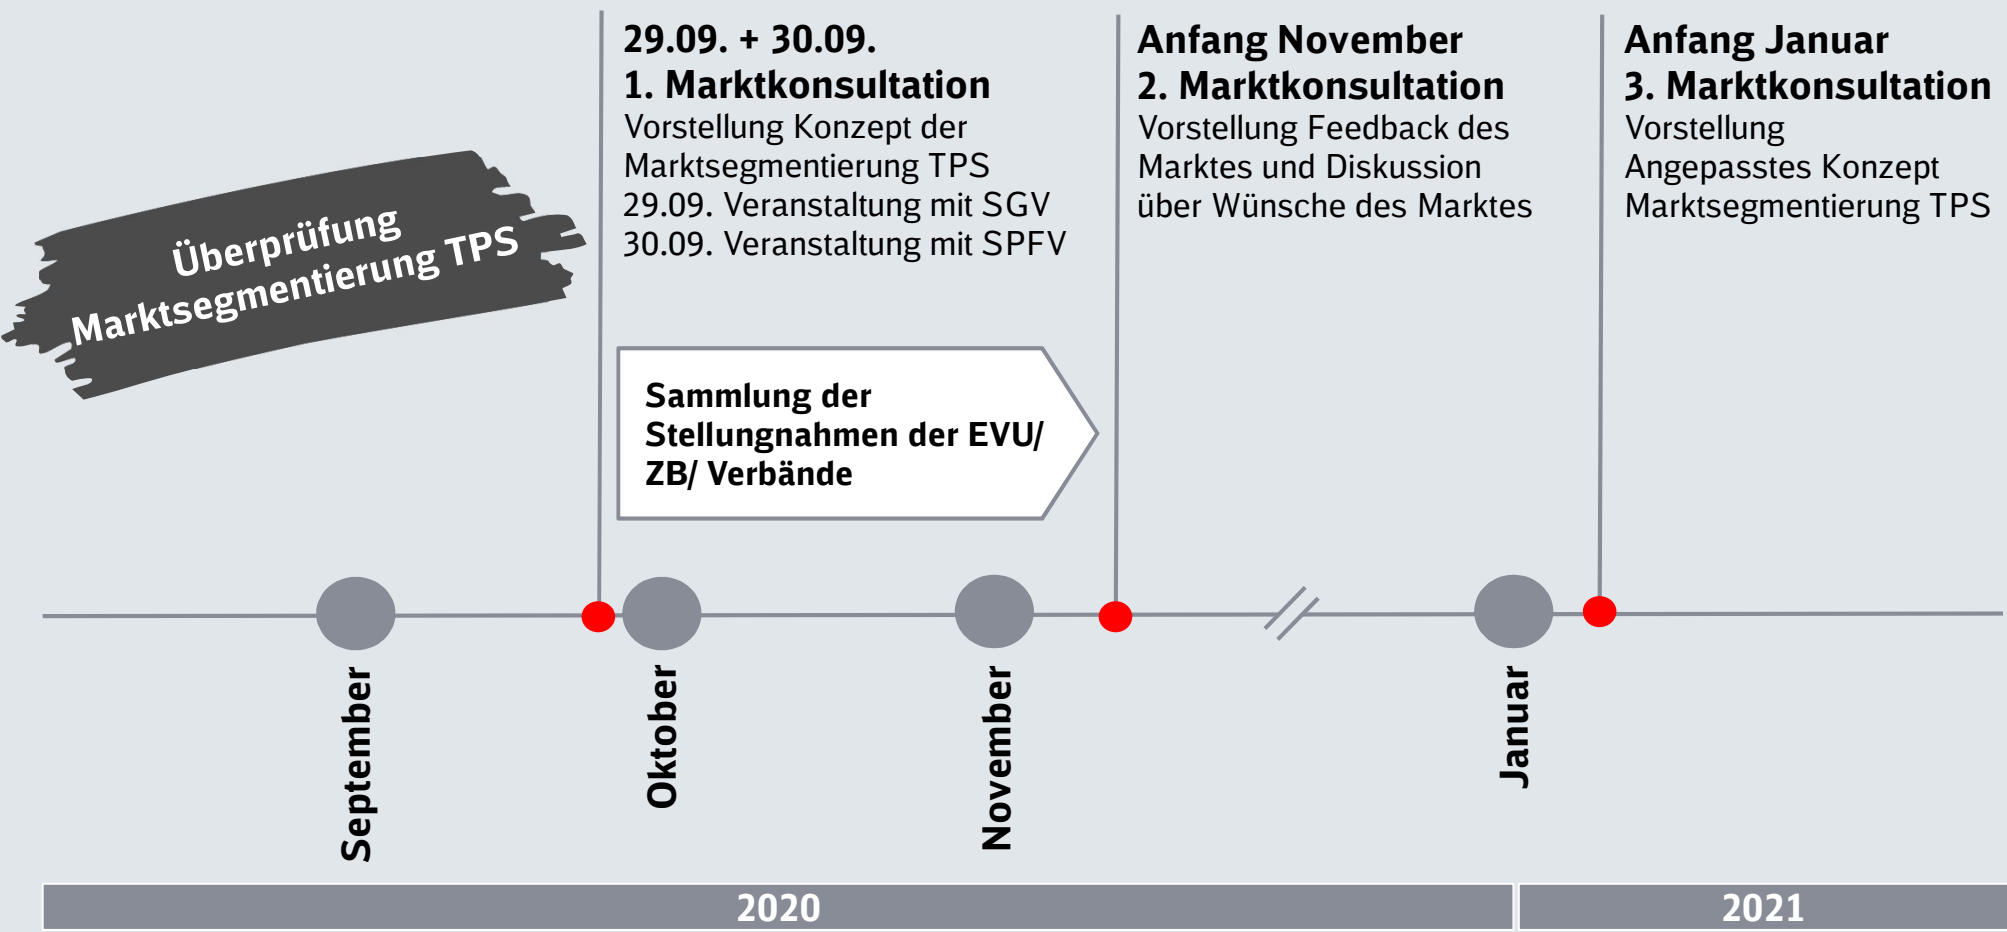 Überprüfung
Marktsegmentierung TPS
29.09. + 30.09.
1. Marktkonsultation
Vorstellung Konzept der
Marktsegmentierung TPS
29.09. Veranstaltung mit SGV
30.09. Veranstaltung mit SPFV
Anfang November
2. Marktkonsultation
Vorstellung Feedback des
Marktes und Diskussion
über Wünsche des Marktes
Anfang Januar
3. Marktkonsultation
Vorstellung
Angepasstes Konzept
Marktsegmentierung TPS
Sammlung der
Stellungnahmen der EVU/
ZB/ Verbände
September
Oktober
November
Januar
2020
2021